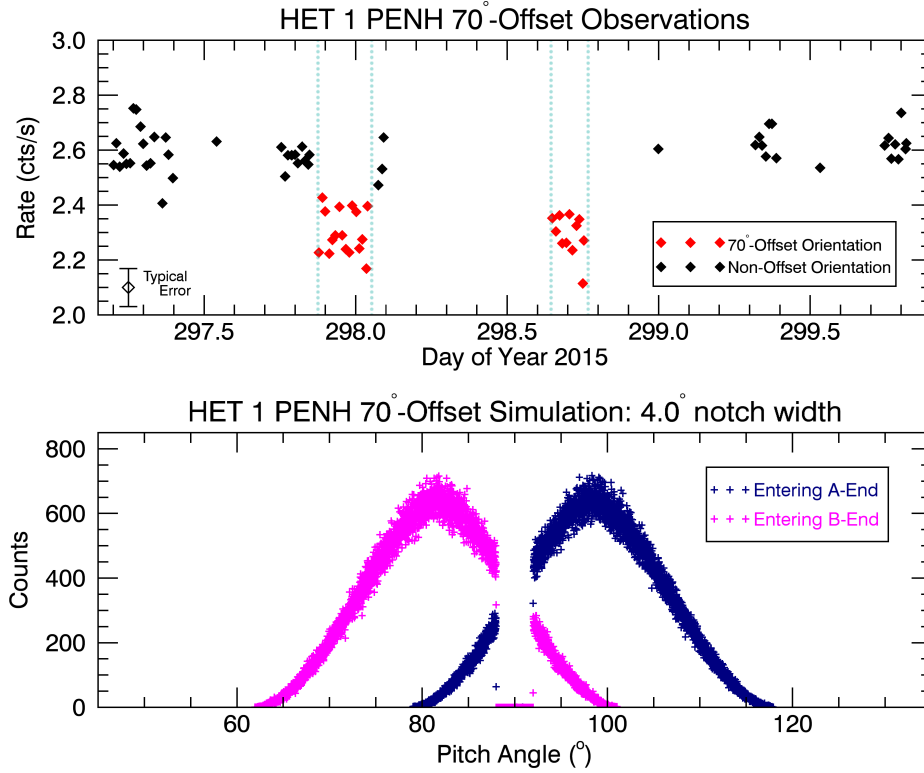 HET 1 PENH 70°-Offset Observations
3.0
2.8
2.6
2.4
2.2
2.0
Rate (cts/s)
Typical
Error
70°-Offset Orientation
Non-Offset Orientation
297.5 298.0 298.5 299.0 299.5
Day of Year 2015
HET 1 PENH 70°-Offset Simulation: 4.0° notch width
800
600
400
200
0
Counts
Entering A-End
Entering B-End
60 80 100 120
Pitch Angle (°)